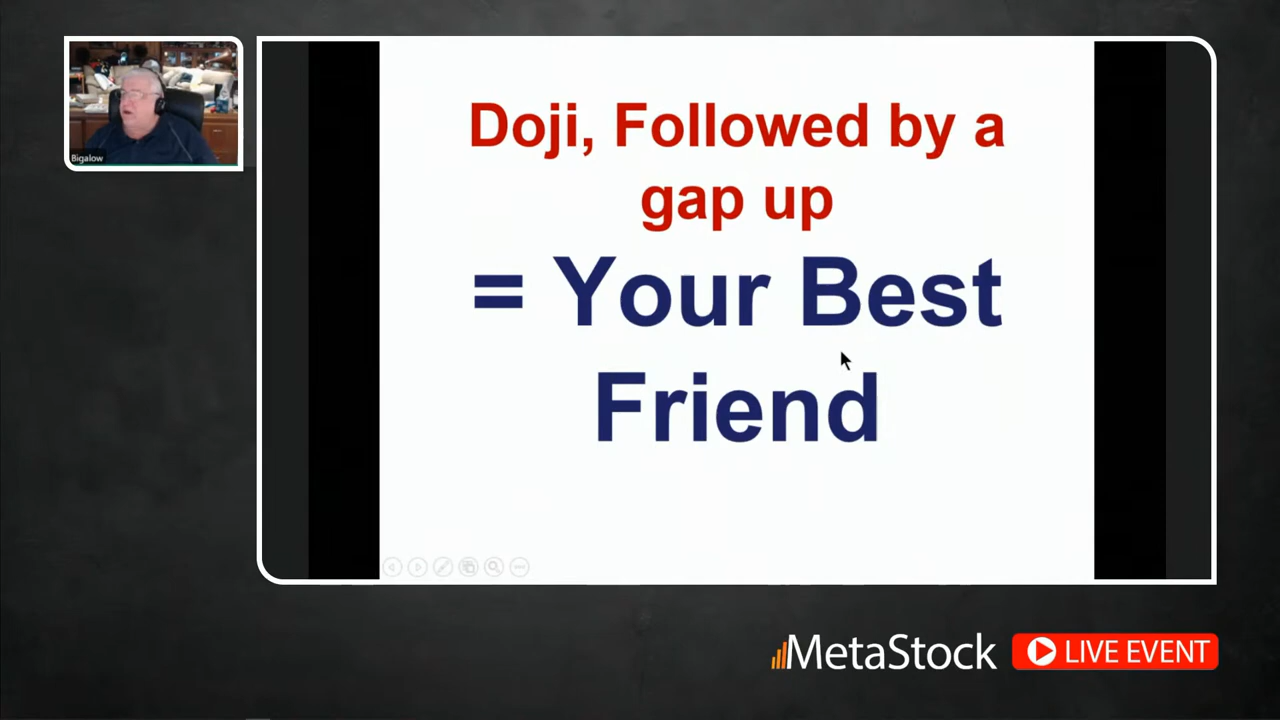 Bigalow
Doji, Followed by a
gap up
= Your Best
Friend
MetaStock
LIVE EVENT